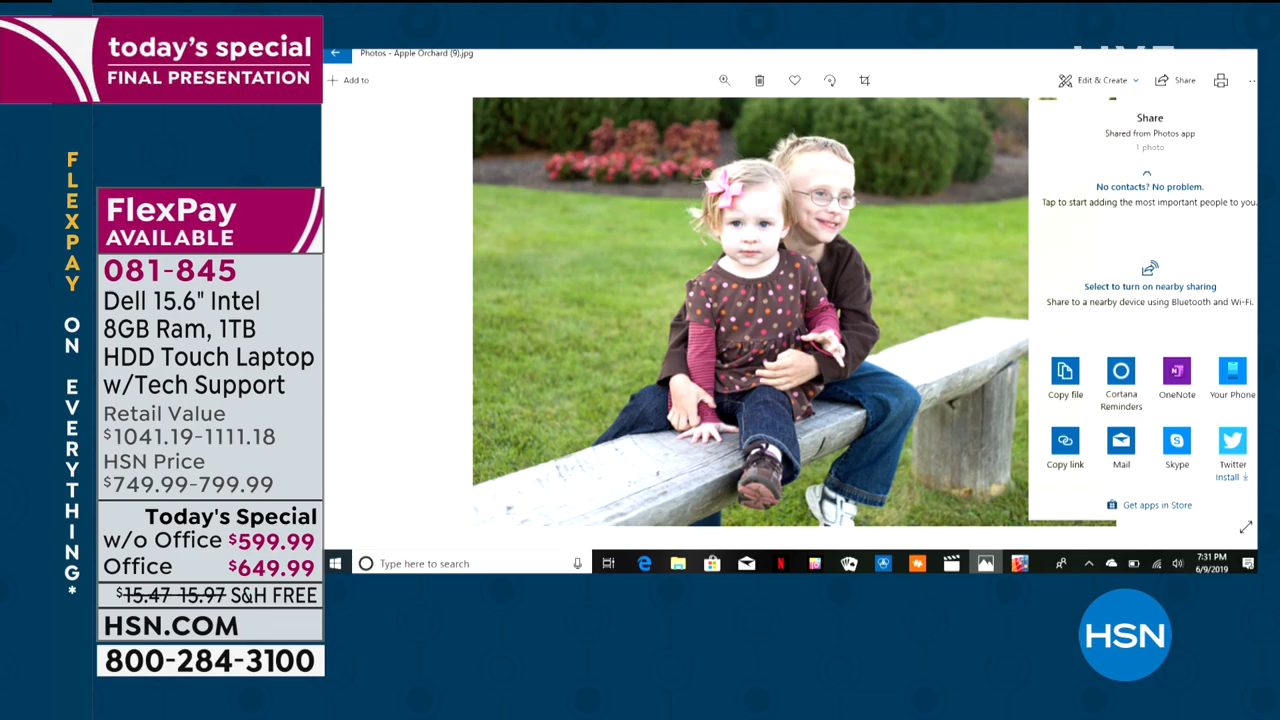 today's special
FINAL PRESENTATION
FLEXPAY ON EVERYTHING*
FlexPay
AVAILABLE
081-845
Dell 15.6" Intel
8GB Ram, 1TB
HDD Touch Laptop
w/Tech Support
Retail Value
$1041.19-1111.18
HSN Price
$749.99-799.99
Today's Special
w/o Office $599.99
Office $649.99
$15.47-15.97 S&H FREE
HSN.COM
800-284-3100
Photos - Apple Orchard (9).jpg
Add to
Edit & Create
Share
Share
Shared from Photos app
1 photo
No contacts? No problem.
Tap to start adding the most important people to you.
Select to turn on nearby sharing
Share to a nearby device using Bluetooth and Wi-Fi.
Copy file
Cortana Reminders
OneNote
Your Phone
Copy link
Mail
Skype
Twitter
Install
Get apps in Store
Type here to search
7:31 PM
6/9/2019
HSN